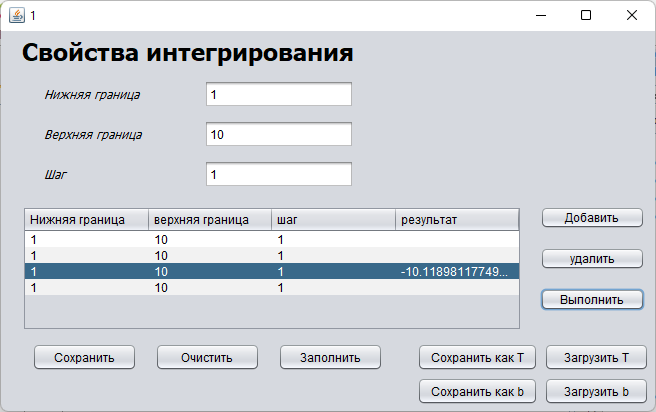 1
Свойства интегрирования
Нижняя граница 1
Верхняя граница 10
Шаг 1
Нижняя граница верхняя граница шаг результат
1 10 1
1 10 1
1 10 1 -10.11898117749...
1 10 1
Добавить
удалить
Выполнить
Сохранить Очистить Заполнить Сохранить как Т Загрузить Т
Сохранить как b Загрузить b